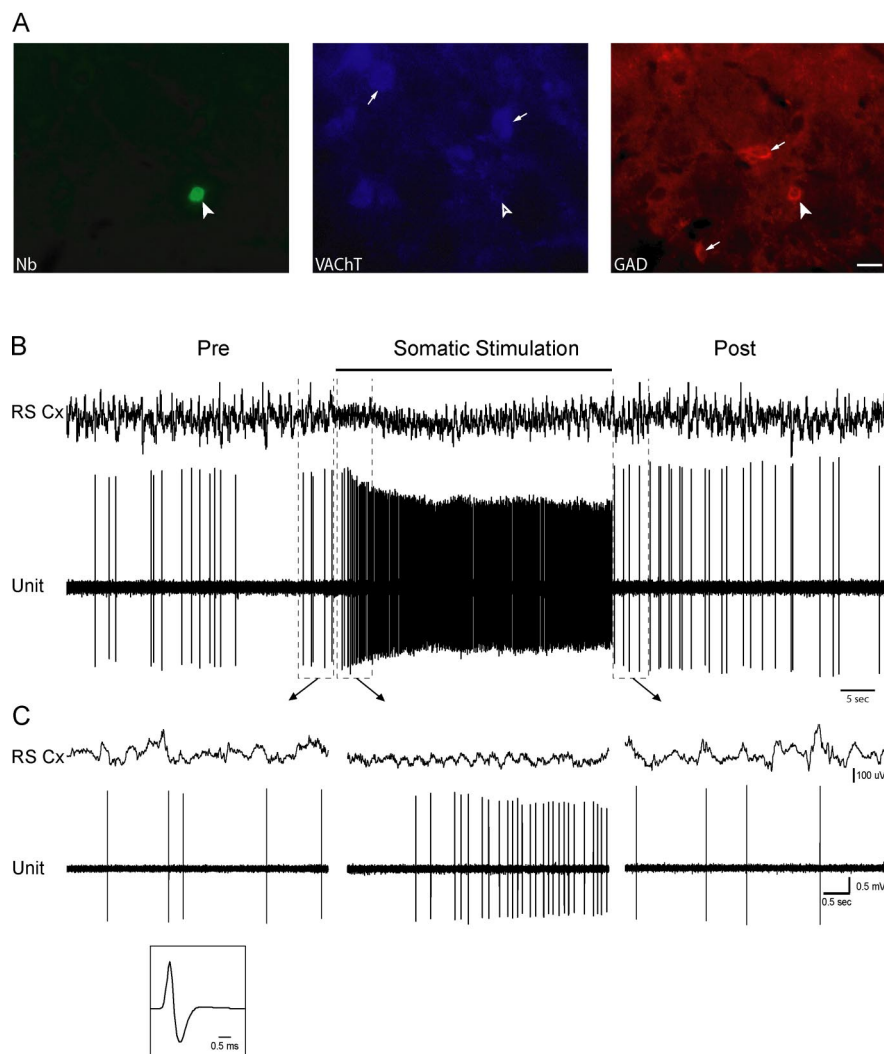 A
Nb
VAChT
GAD
B
Pre
Somatic Stimulation
Post
RS Cx
Unit
5 sec
C
RS Cx
100 uV
Unit
0.5 mV
0.5 sec
0.5 ms